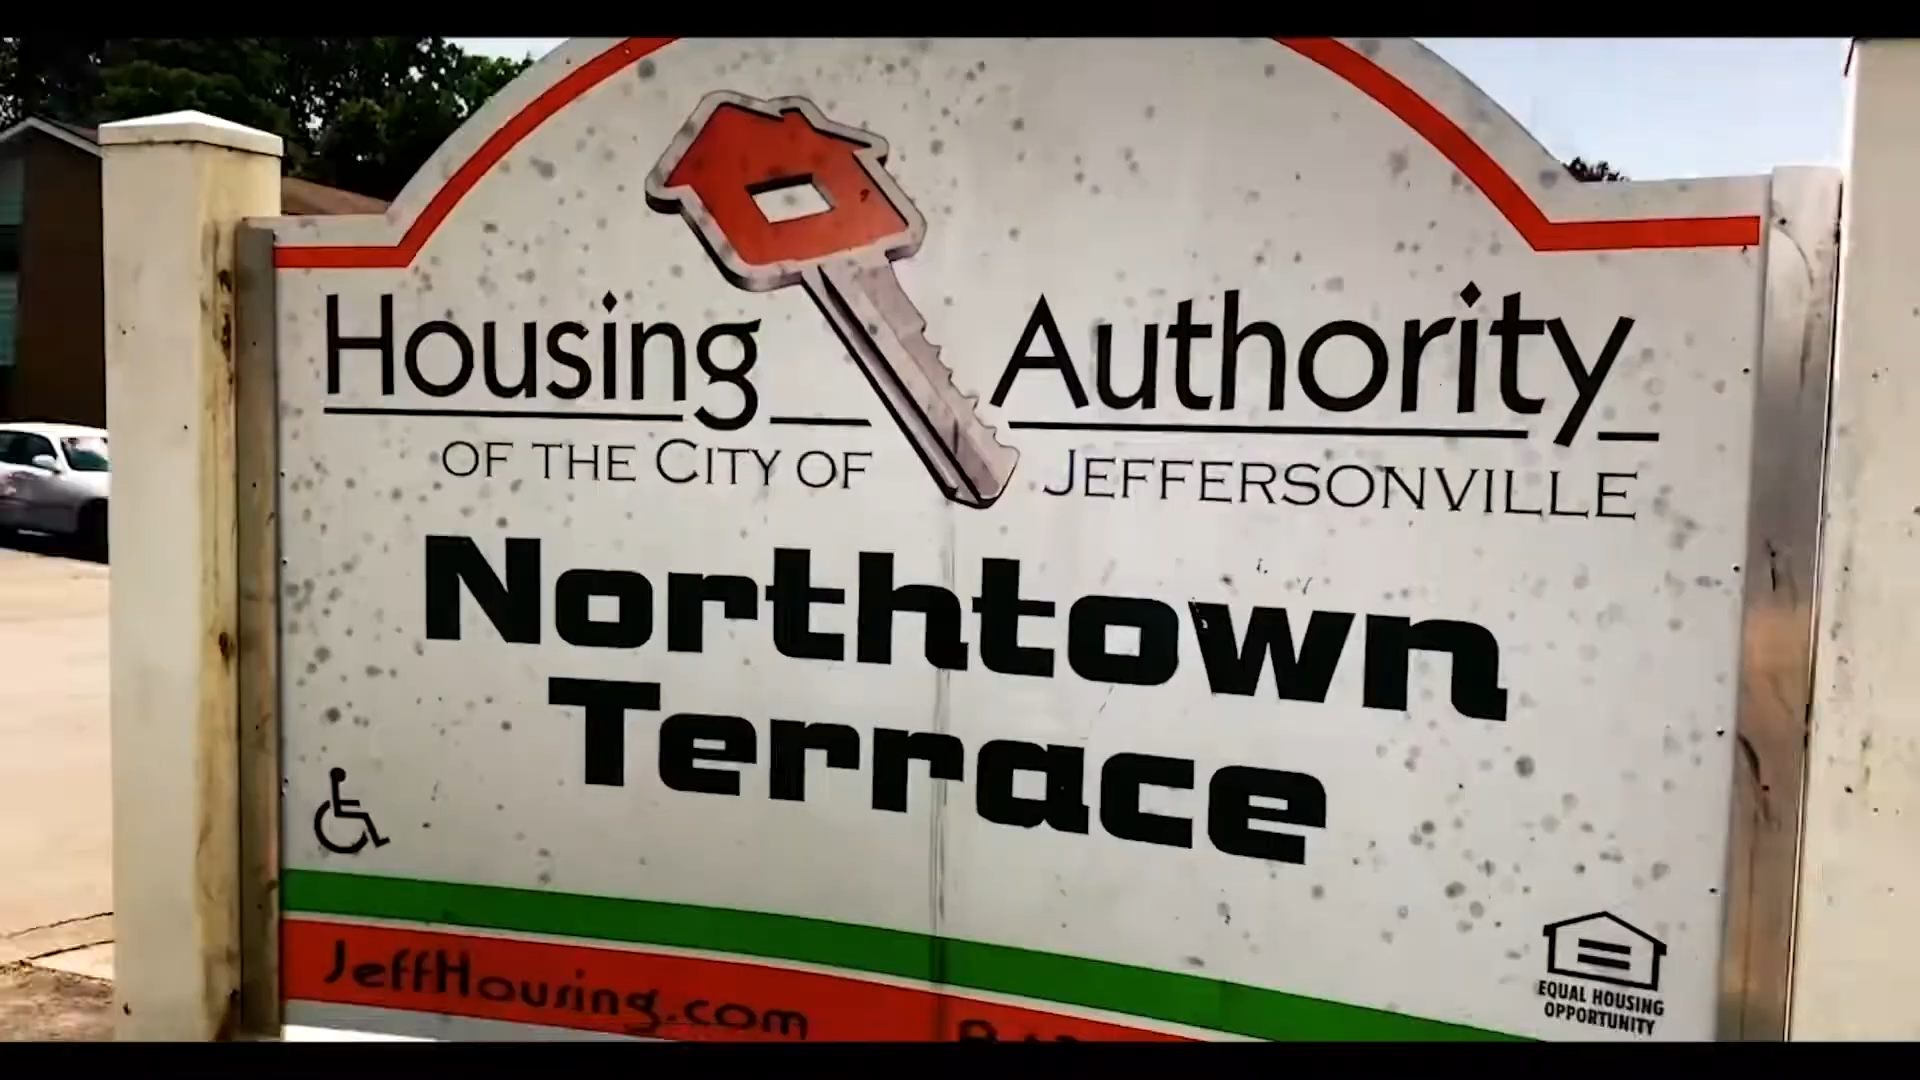 Housing Authority
OF THE CITY OF JEFFERSONVILLE
Northtown
Terrace
JeffHousing.com
EQUAL HOUSING
OPPORTUNITY